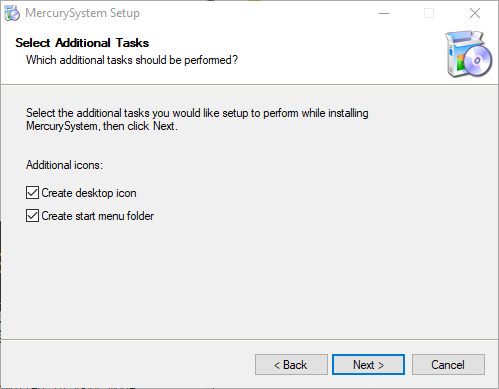 MercurySystem Setup
Select Additional Tasks
Which additional tasks should be performed?
Select the additional tasks you would like setup to perform while installing
MercurySystem, then click Next.
Additional icons:
Create desktop icon
Create start menu folder
< Back
Next >
Cancel